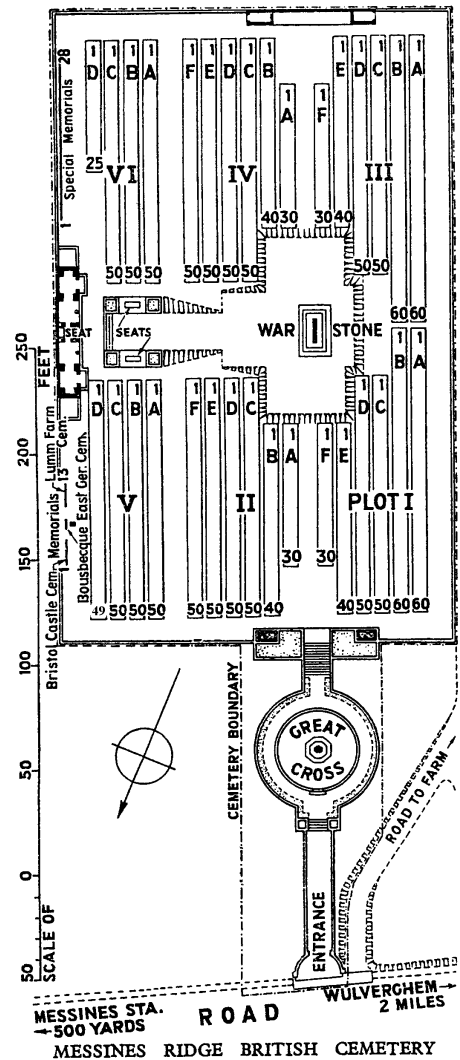 1 Special Memorials 28
1 1 1 1 1 1 1 1 1 1 1 1 1 1
D C B A F E D C B E D C B A
1 1
A F
25
VI IV III
40 30 30 40
50 50 50 50 50 50 50 50 50
60 60
SEAT SEATS WAR STONE
1 1
B A
1 1 1 1 1 1 1 1 1 1
D C B A F E D C D C
1 1 1 1
B A F E
V II PLOT I
30 30
49 50 50 50 50 50 50 50 40 40 50 50 60 60
Bristol Castle Cem. Memorials Lumm Farm Cem.
1 13 13
Bousbecque East Ger. Cem.
SCALE OF FEET
50 0 50 100 150 200 250
CEMETERY BOUNDARY
GREAT
CROSS
ROAD TO FARM
ENTRANCE
MESSINES STA.
500 YARDS
ROAD
WULVERGHEM
2 MILES
MESSINES RIDGE BRITISH CEMETERY